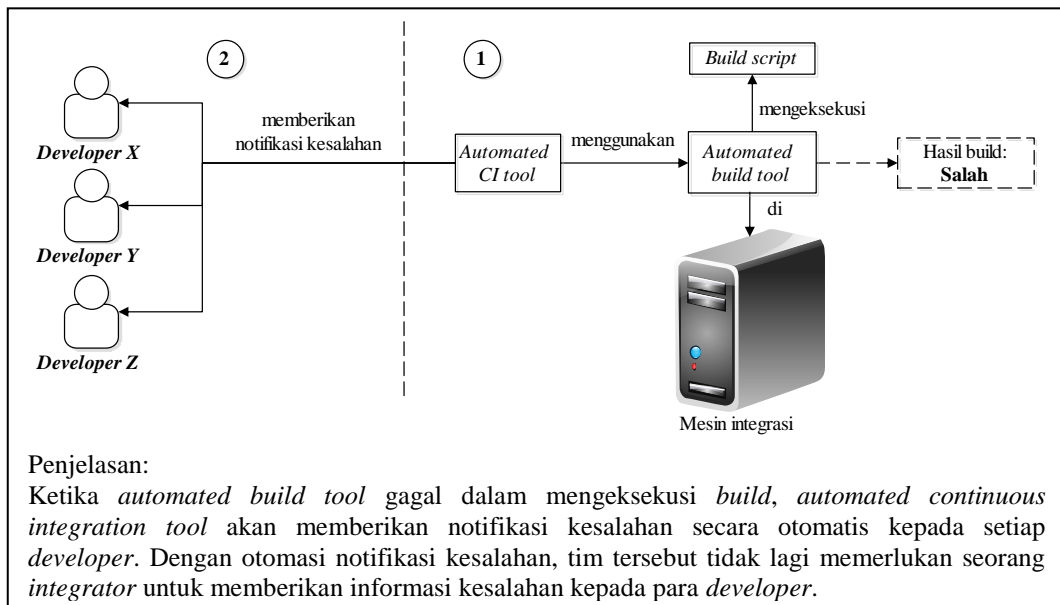 2
1
Build script
mengeksekusi
memberikan
notifikasi kesalahan
Developer X
Automated
CI tool
menggunakan
Automated
build tool
Hasil build:
Salah
di
Developer Y
Developer Z
Mesin integrasi
Penjelasan:
Ketika automated build tool gagal dalam mengeksekusi build, automated continuous
integration tool akan memberikan notifikasi kesalahan secara otomatis kepada setiap
developer. Dengan otomasi notifikasi kesalahan, tim tersebut tidak lagi memerlukan seorang
integrator untuk memberikan informasi kesalahan kepada para developer.